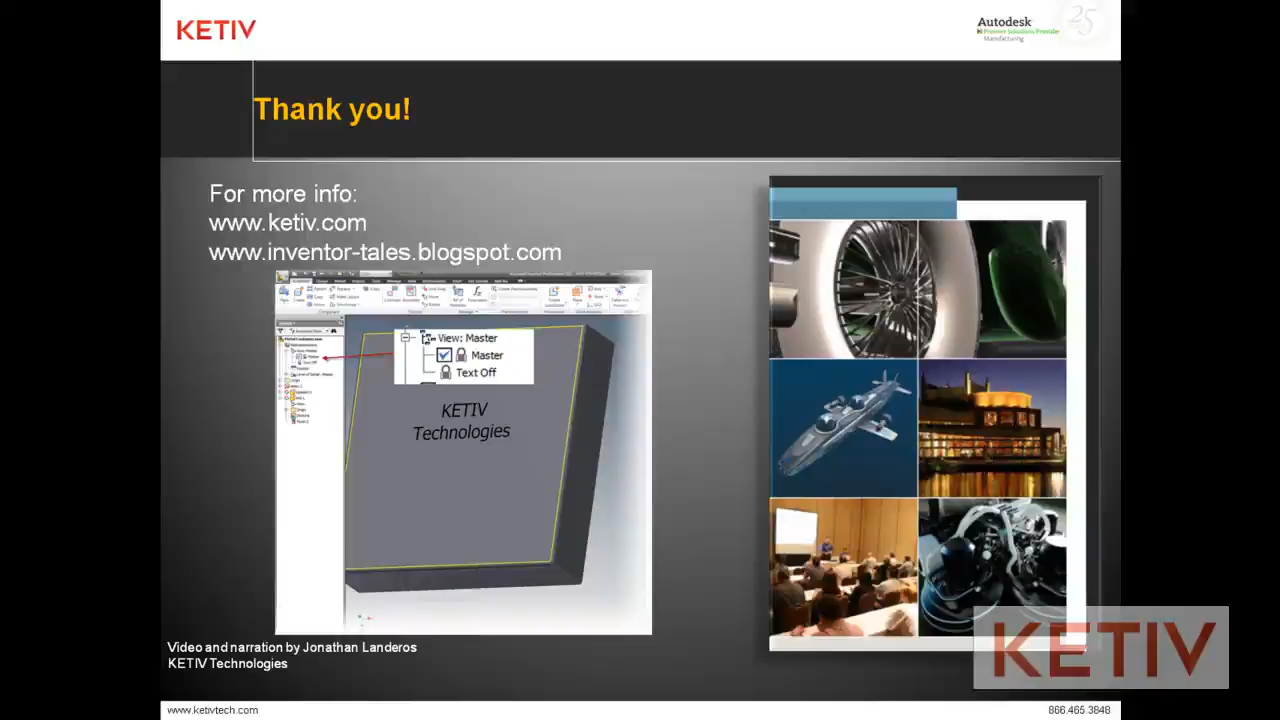 KETIV
Autodesk
25
Premier Solutions Provider
Manufacturing
Thank you!
For more info:
www.ketiv.com
www.inventor-tales.blogspot.com
View: Master
Master
Text Off
KETIV
Technologies
Video and narration by Jonathan Landeros
KETIV Technologies
KETIV
www.ketivtech.com
866.465.3848